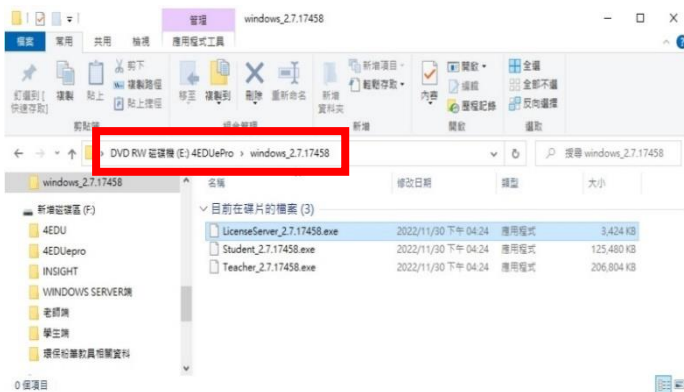 管理
windows_2.7.17458
檔案 常用 共用 檢視 應用程式工具
釘選到 [快速存取]
複製
貼上
剪下
複製路徑
貼上捷徑
剪貼簿
移至
複製到
刪除
重新命名
組合管理
新增資料夾
新增項目
輕鬆存取
新增
內容
開啟
編輯
歷程記錄
開啟
全選
全部不選
反向選擇
選取
DVD RW 磁碟機 (E:) 4EDUePro › windows_2.7.17458
搜尋 windows_2.7.17458
windows_2.7.17458
新增磁碟區 (F:)
4EDU
4EDUepro
INSIGHT
WINDOWS SERVER端
老師端
學生端
環保粉筆教具相關資料
名稱 修改日期 類型 大小
目前在碟片的檔案 (3)
LicenseServer_2.7.17458.exe 2022/11/30 下午 04:24 應用程式 3,424 KB
Student_2.7.17458.exe 2022/11/30 下午 04:24 應用程式 125,480 KB
Teacher_2.7.17458.exe 2022/11/30 下午 04:24 應用程式 206,804 KB
0 個項目